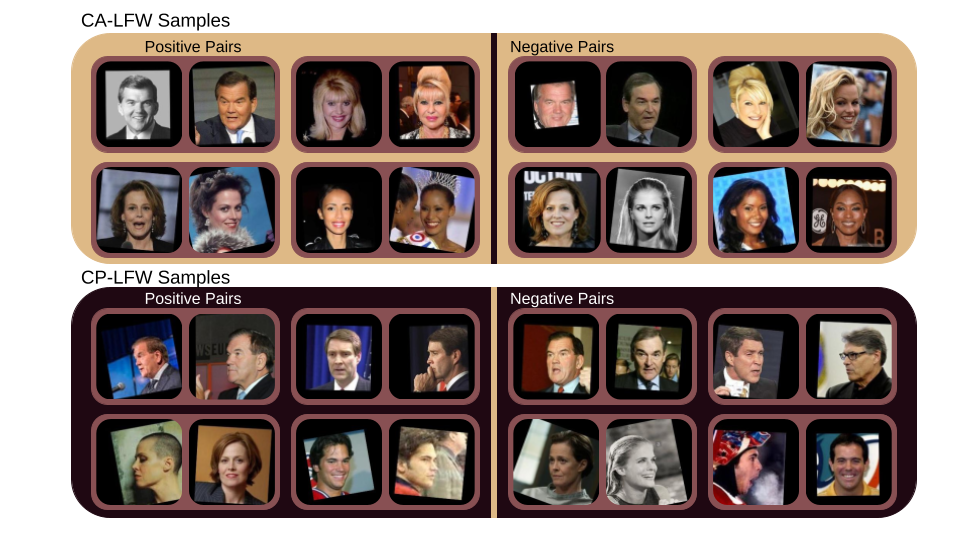 CA-LFW Samples
Positive Pairs
Negative Pairs
CP-LFW Samples
Positive Pairs
Negative Pairs